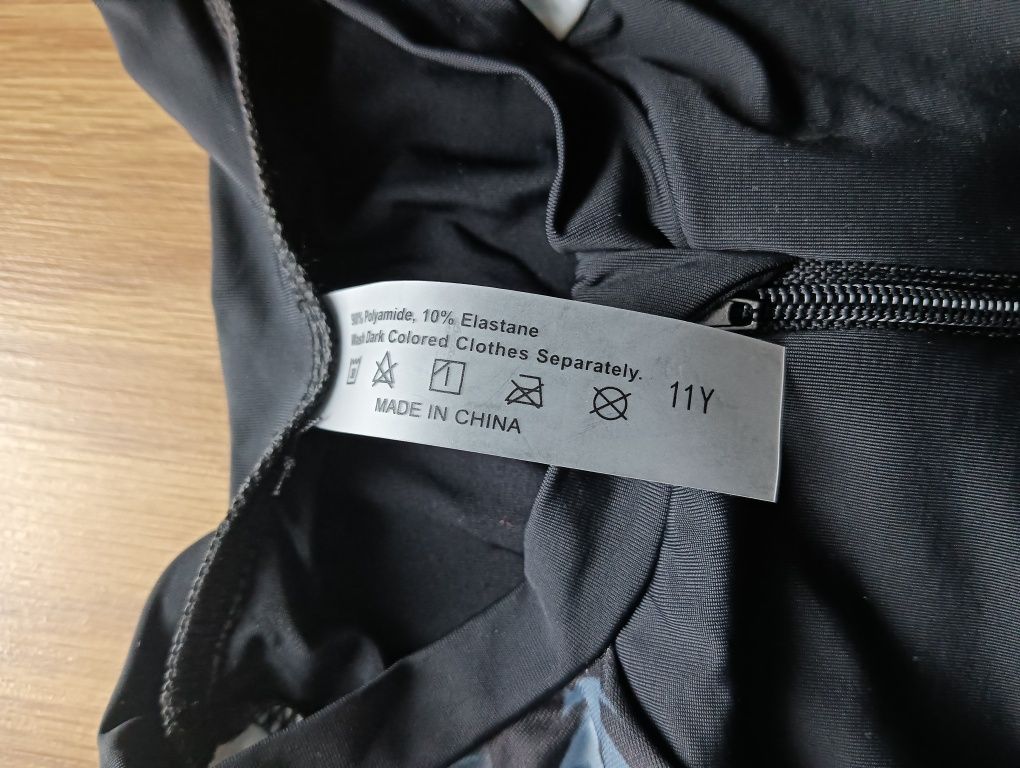 90% Polyamide, 10% Elastane
Wash Dark Colored Clothes Separately.
11Y
MADE IN CHINA